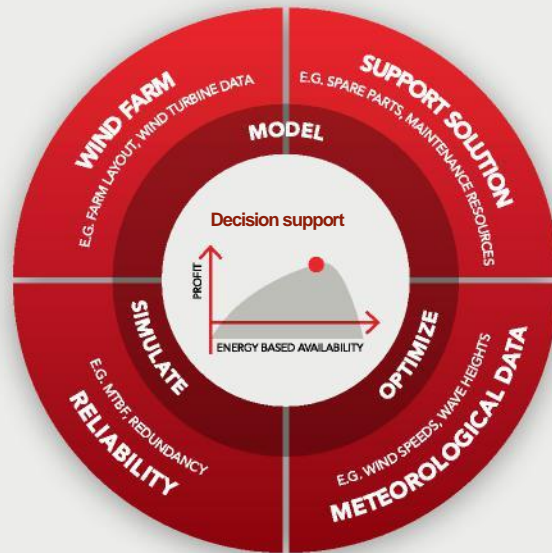 WIND FARM
E.G. FARM LAYOUT, WIND TURBINE DATA
SUPPORT SOLUTION
E.G. SPARE PARTS, MAINTENANCE RESOURCES
MODEL
Decision support
PROFIT
ENERGY BASED AVAILABILITY
SIMULATE
OPTIMIZE
E.G. MTBF, REDUNDANCY
RELIABILITY
E.G. WIND SPEEDS, WAVE HEIGHTS
METEOROLOGICAL DATA